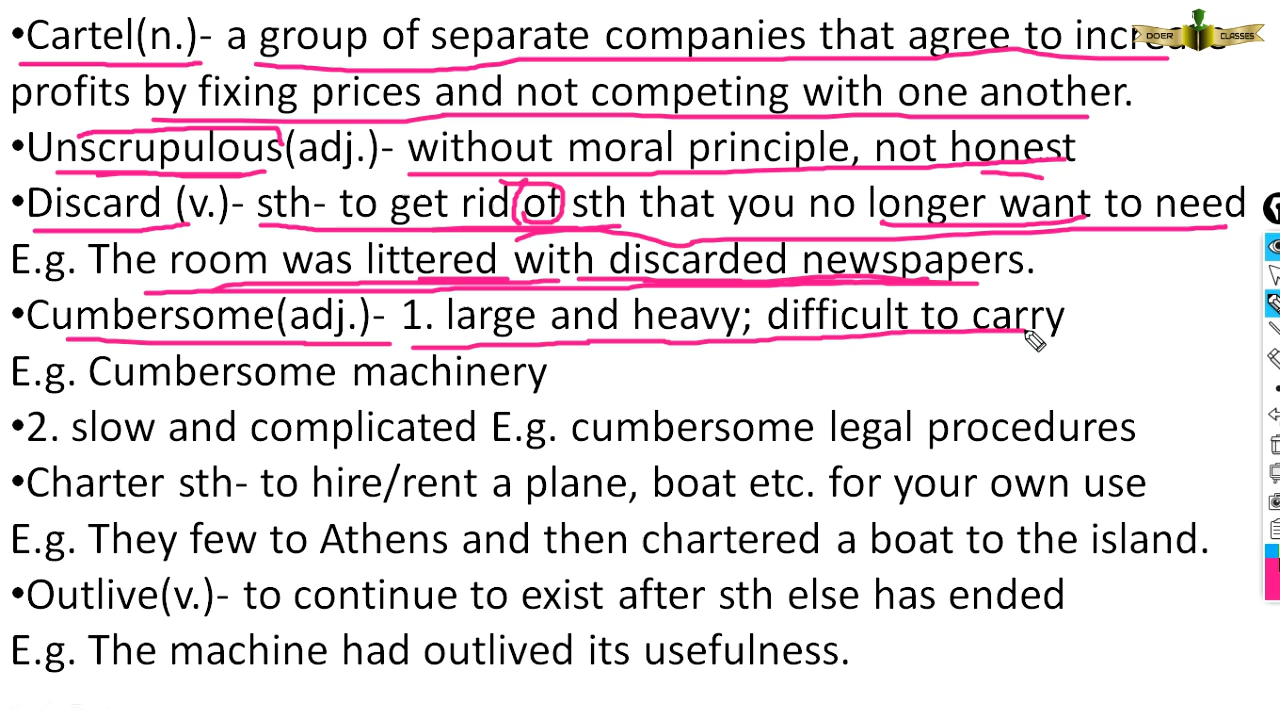 •Cartel(n.)- a group of separate companies that agree to increase
profits by fixing prices and not competing with one another.
•Unscrupulous(adj.)- without moral principle, not honest
•Discard (v.)- sth- to get rid of sth that you no longer want to need
E.g. The room was littered with discarded newspapers.
•Cumbersome(adj.)- 1. large and heavy; difficult to carry
E.g. Cumbersome machinery
•2. slow and complicated E.g. cumbersome legal procedures
•Charter sth- to hire/rent a plane, boat etc. for your own use
E.g. They few to Athens and then chartered a boat to the island.
•Outlive(v.)- to continue to exist after sth else has ended
E.g. The machine had outlived its usefulness.
DOER CLASSES